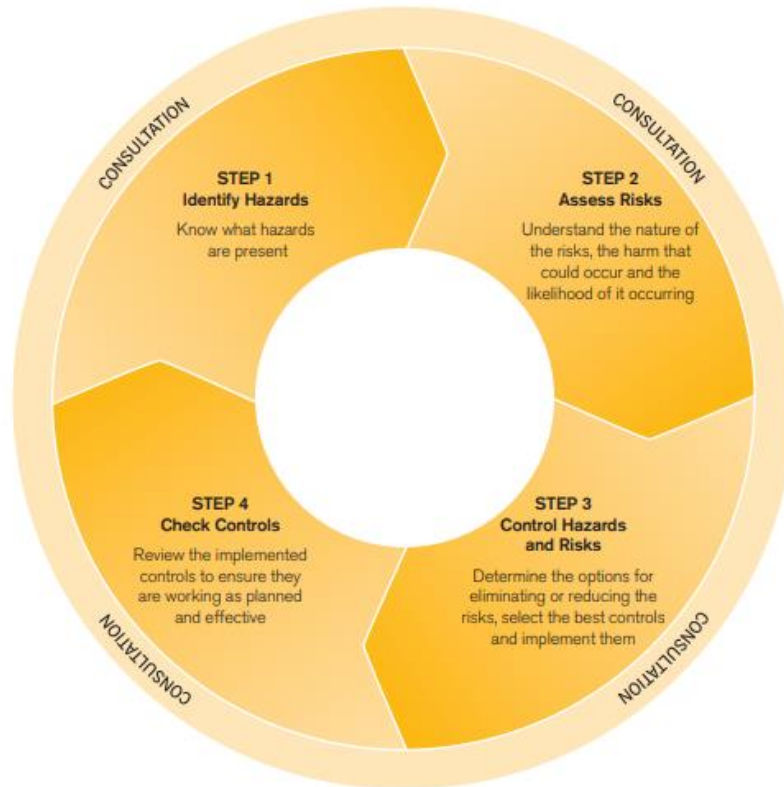 CONSULTATION
CONSULTATION
STEP 1
Identify Hazards
Know what hazards
are present
STEP 2
Assess Risks
Understand the nature of
the risks, the harm that
could occur and the
likelihood of it occurring
STEP 3
Control Hazards
and Risks
Determine the options for
eliminating or reducing the
risks, select the best controls
and implement them
STEP 4
Check Controls
Review the implemented
controls to ensure they
are working as planned
and effective
CONSULTATION
CONSULTATION